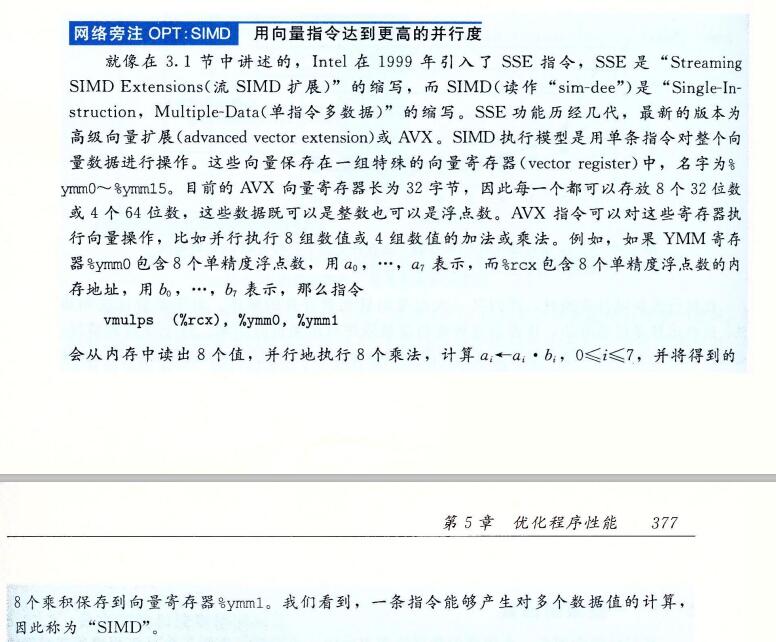 网络旁注 OPT:SIMD 用向量指令达到更高的并行度
就像在 3.1 节中讲述的，Intel 在 1999 年引入了 SSE 指令，SSE 是“Streaming
SIMD Extensions(流 SIMD 扩展)”的缩写，而 SIMD(读作“sim-dee”)是“Single-In-
struction，Multiple-Data(单指令多数据)”的缩写。SSE 功能历经几代，最新的版本为
高级向量扩展(advanced vector extension)或 AVX。SIMD 执行模型是用单条指令对整个向
量数据进行操作。这些向量保存在一组特殊的向量寄存器(vector register)中，名字为%
ymm0～%ymm15。目前的 AVX 向量寄存器长为 32 字节，因此每一个都可以存放 8 个 32 位数
或 4 个 64 位数，这些数据既可以是整数也可以是浮点数。AVX 指令可以对这些寄存器执
行向量操作，比如并行执行 8 组数值或 4 组数值的加法或乘法。例如，如果 YMM 寄存
器%ymm0 包含 8 个单精度浮点数，用 a₀，…，a₇ 表示，而%rcx 包含 8 个单精度浮点数的内
存地址，用 b₀，…，b₇ 表示，那么指令
vmulps (%rcx), %ymm0, %ymm1
会从内存中读出 8 个值，并行地执行 8 个乘法，计算 aᵢ←aᵢ·bᵢ，0≤i≤7，并将得到的
第 5 章 优化程序性能 377
8 个乘积保存到向量寄存器%ymm1。我们看到，一条指令能够产生对多个数据值的计算，
因此称为“SIMD”。